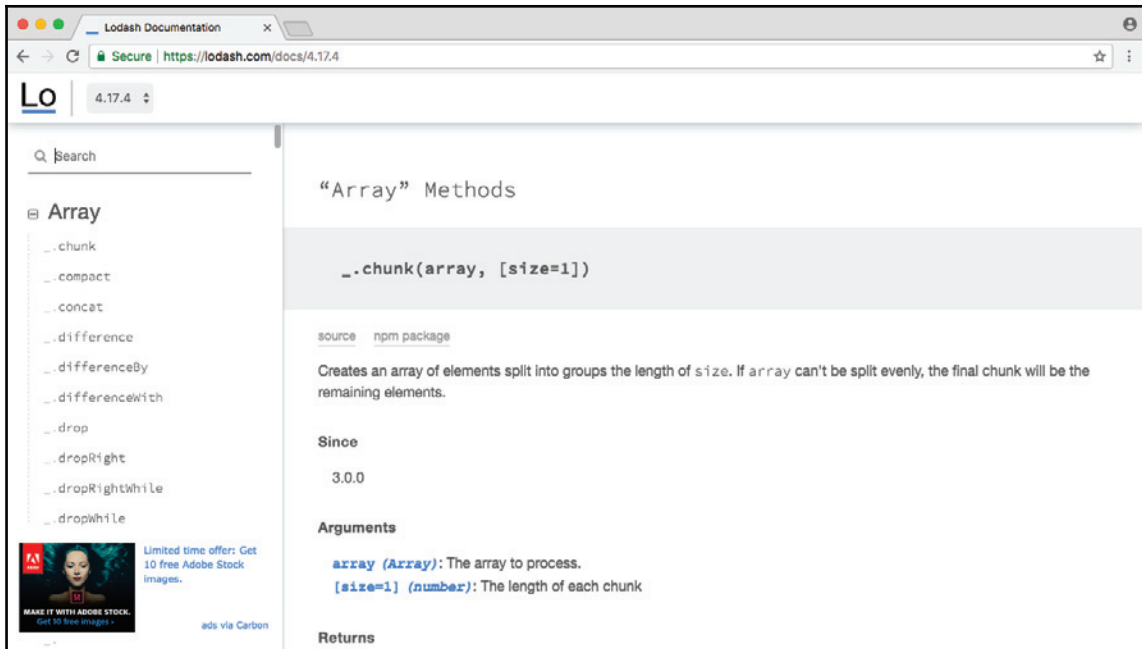 Lodash Documentation
Secure | https://lodash.com/docs/4.17.4
Lo
4.17.4
Search
Array
_.chunk
_.compact
_.concat
_.difference
_.differenceBy
_.differenceWith
_.drop
_.dropRight
_.dropRightWhile
_.dropWhile
Adobe
MAKE IT WITH ADOBE STOCK.
Get 10 free images ›
Limited time offer: Get
10 free Adobe Stock
images.
ads via Carbon
“Array” Methods
_.chunk(array, [size=1])
source npm package
Creates an array of elements split into groups the length of size. If array can't be split evenly, the final chunk will be the
remaining elements.
Since
3.0.0
Arguments
array (Array): The array to process.
[size=1] (number): The length of each chunk
Returns